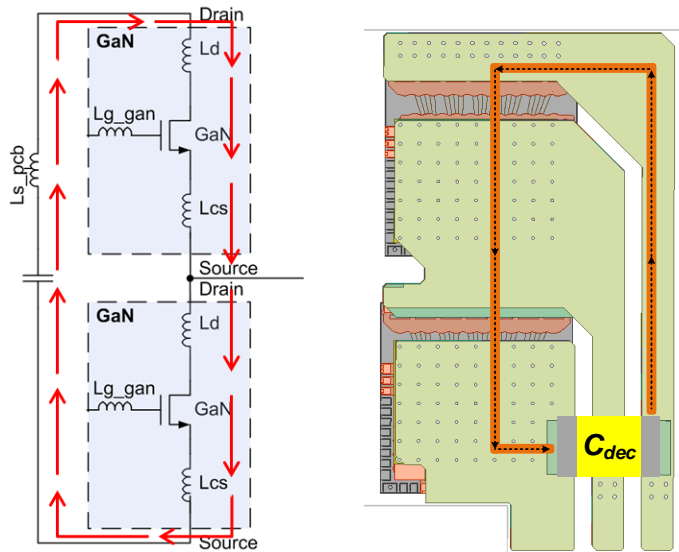 Drain
GaN
Ld
Lg_gan
GaN
Ls_pcb
Lcs
Source
Drain
GaN
Ld
Lg_gan
GaN
Lcs
Source
Cdec